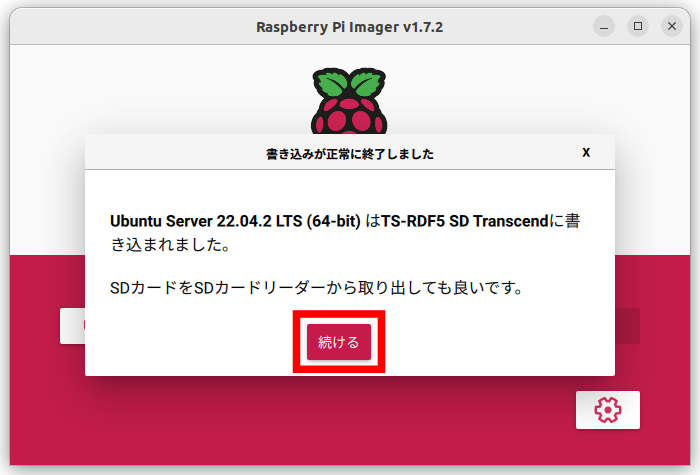 Raspberry Pi Imager v1.7.2
書き込みが正常に終了しました
X
Ubuntu Server 22.04.2 LTS (64-bit) はTS-RDF5 SD Transcendに書
き込まれました。
SDカードをSDカードリーダーから取り出しても良いです。
続ける